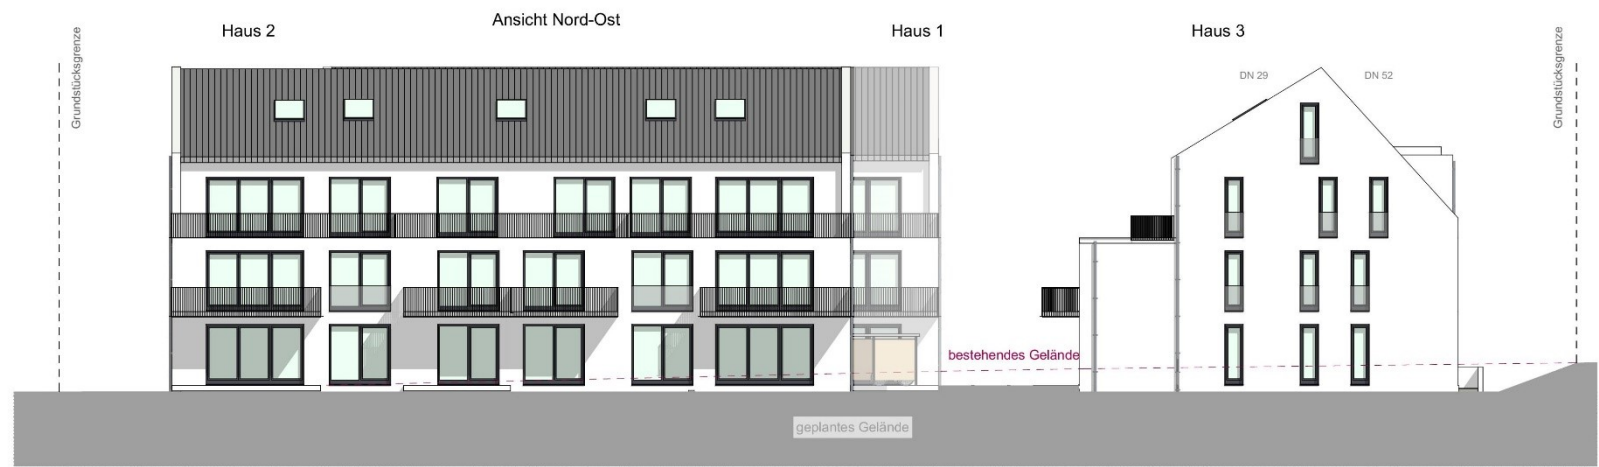 Ansicht Nord-Ost
Haus 2
Haus 1
Haus 3
Grundstücksgrenze
DN 29
DN 52
Grundstücksgrenze
bestehendes Gelände
geplantes Gelände